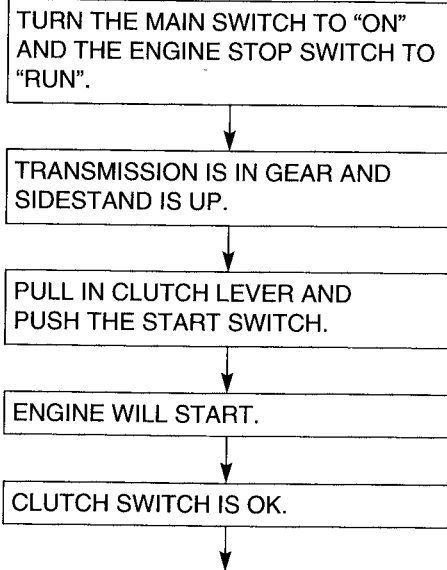 TURN THE MAIN SWITCH TO “ON”
AND THE ENGINE STOP SWITCH TO
“RUN”.
TRANSMISSION IS IN GEAR AND
SIDESTAND IS UP.
PULL IN CLUTCH LEVER AND
PUSH THE START SWITCH.
ENGINE WILL START.
CLUTCH SWITCH IS OK.